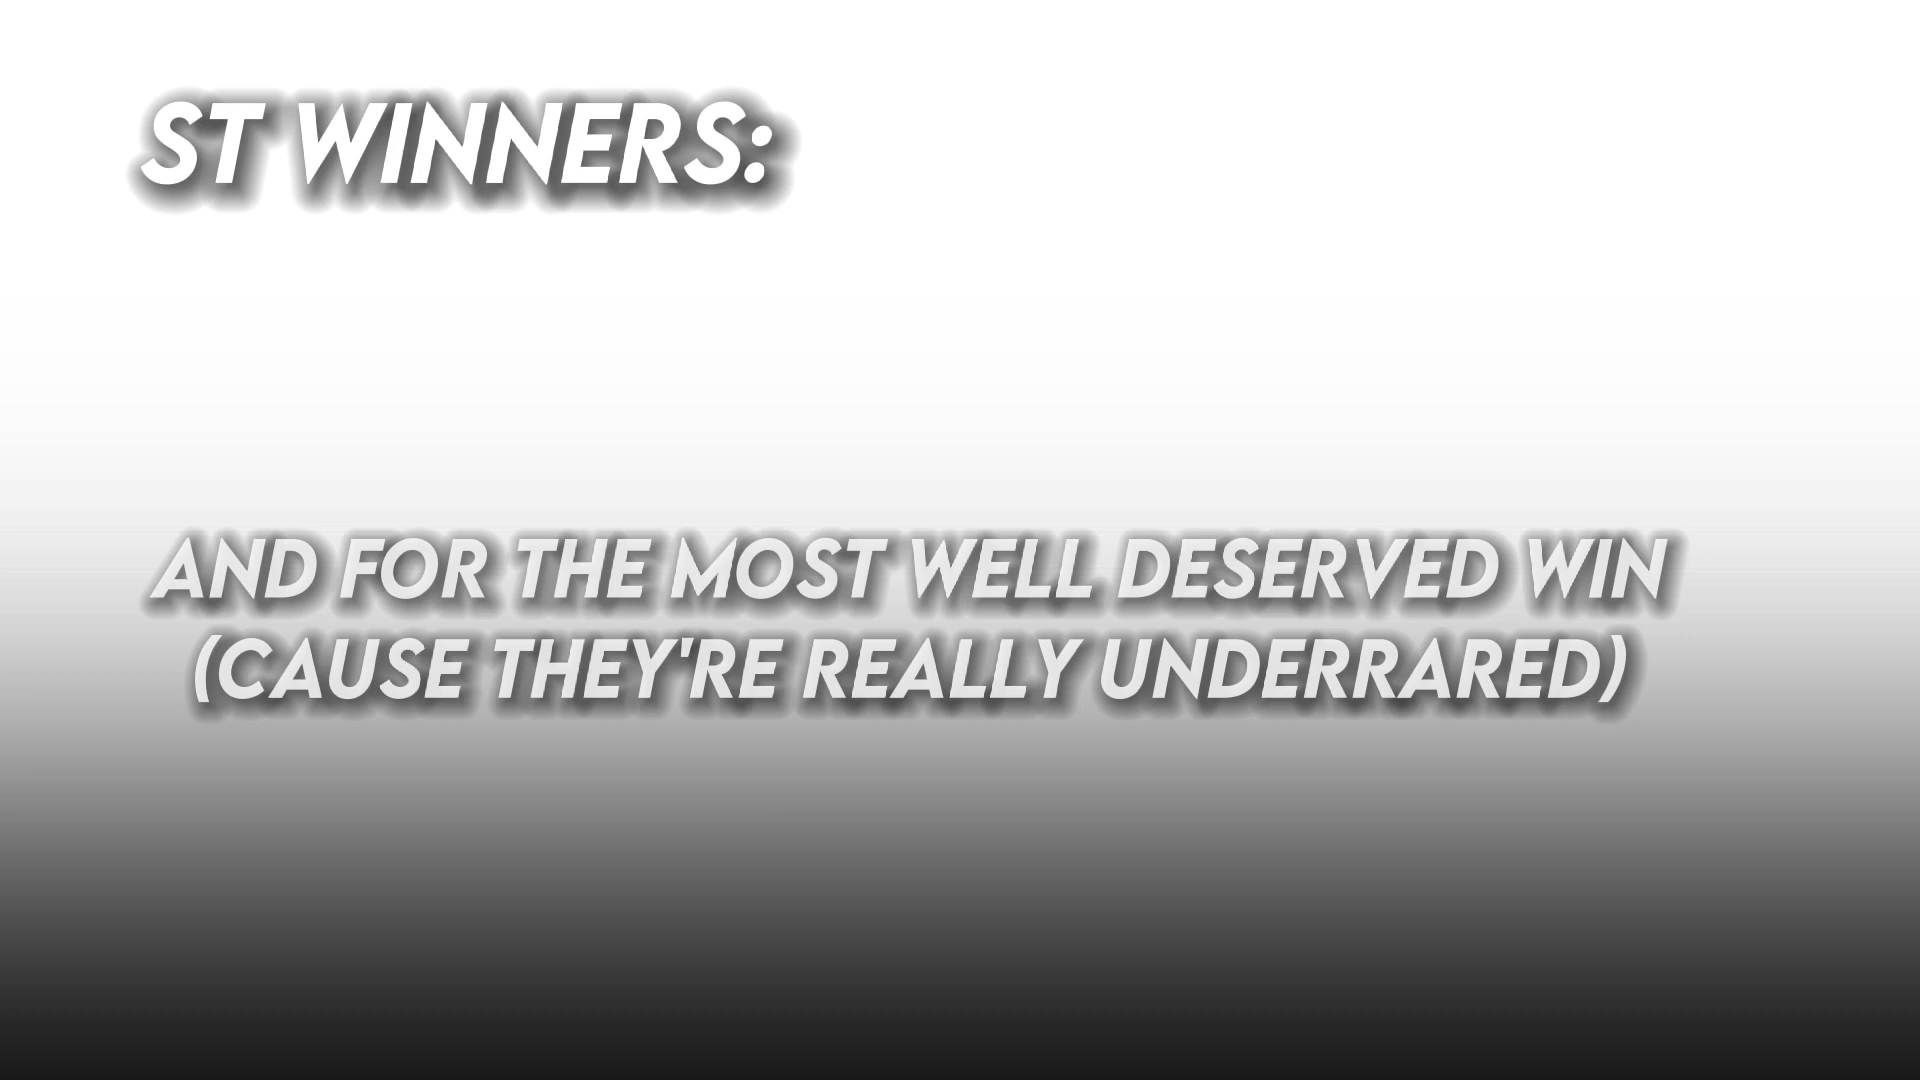 ST WINNERS:
AND FOR THE MOST WELL DESERVED WIN
(CAUSE THEY'RE REALLY UNDERRARED)